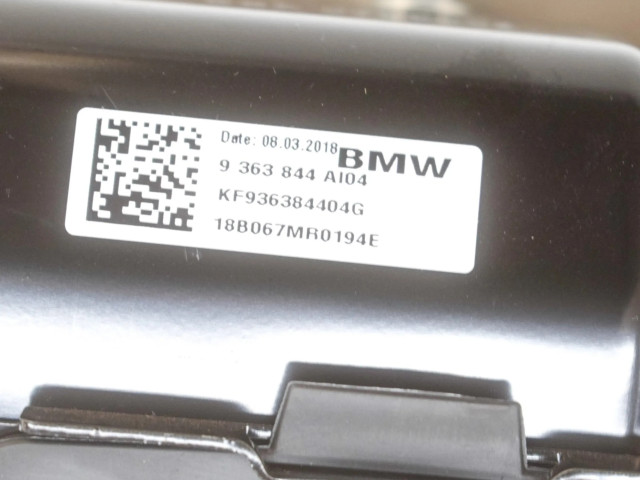 Date: 08.03.2018 BMW
9 363 844 AI04
KF936384404G
18B067MR0194E